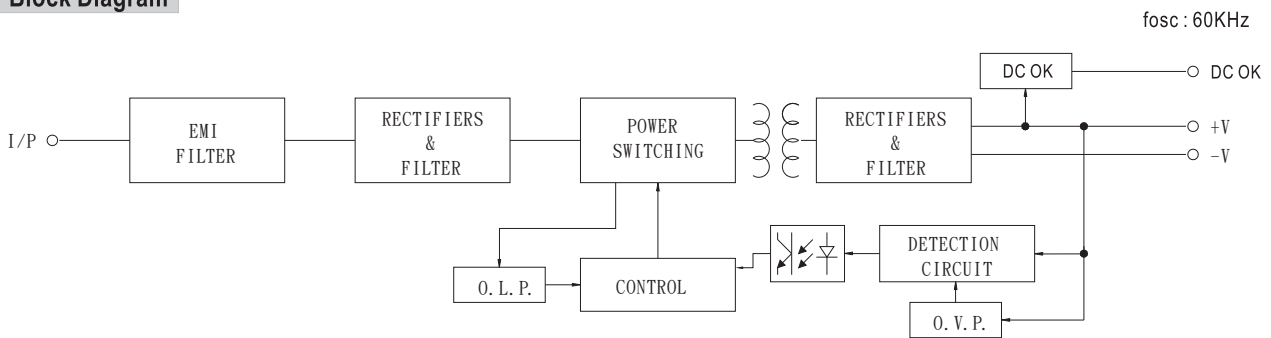 Block Diagram
fosc : 60KHz
DC OK
DC OK
I/P
EMI
FILTER
RECTIFIERS
&
FILTER
POWER
SWITCHING
RECTIFIERS
&
FILTER
+V
-V
DETECTION
CIRCUIT
O.L.P.
CONTROL
O.V.P.